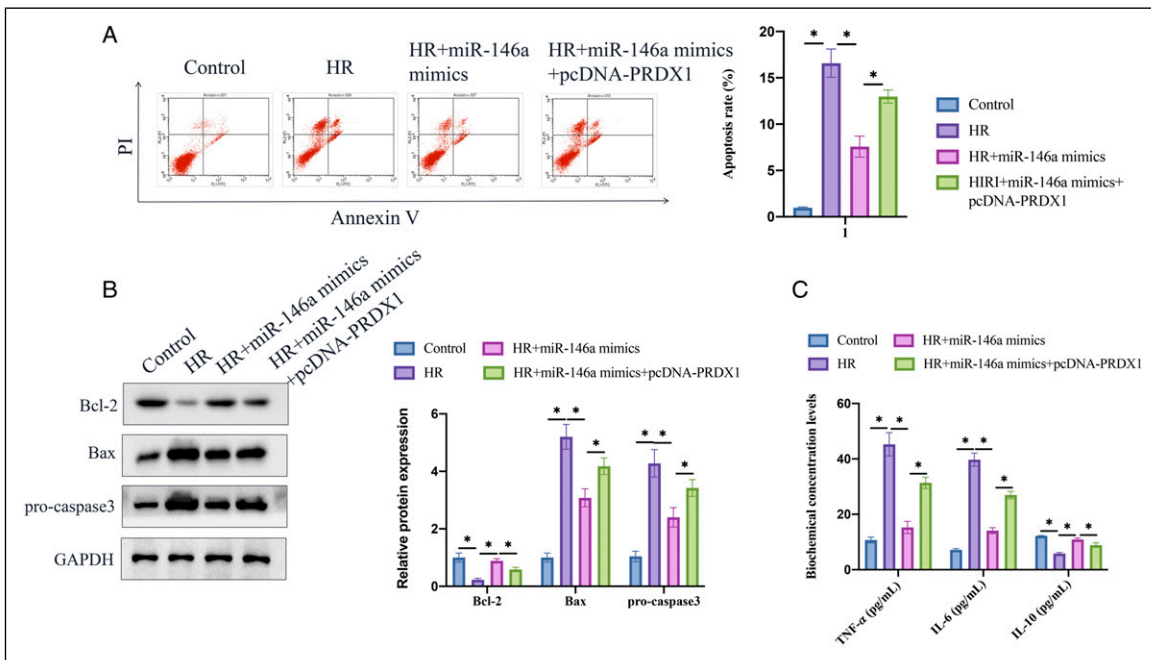 A
Control
HR
HR+miR-146a
mimics
HR+miR-146a mimics
+pcDNA-PRDX1
PI
Annexin V
Apoptosis rate (%)
20
15
10
5
0
1
Control
HR
HR+miR-146a mimics
HIRI+miR-146a mimics+
pcDNA-PRDX1
* * *
B
Control
HR
HR+miR-146a mimics
HR+miR-146a mimics
+pcDNA-PRDX1
Bcl-2
Bax
pro-caspase3
GAPDH
Control
HR
HR+miR-146a mimics
HR+miR-146a mimics+pcDNA-PRDX1
Relative protein expression
6
4
2
0
* * *
* * *
* * *
Bcl-2
Bax
pro-caspase3
C
Control
HR
HR+miR-146a mimics
HR+miR-146a mimics+pcDNA-PRDX1
Biochemical concentration levels
60
40
20
0
* * *
* * *
* * *
TNF-α (pg/mL)
IL-6 (pg/mL)
IL-10 (pg/mL)